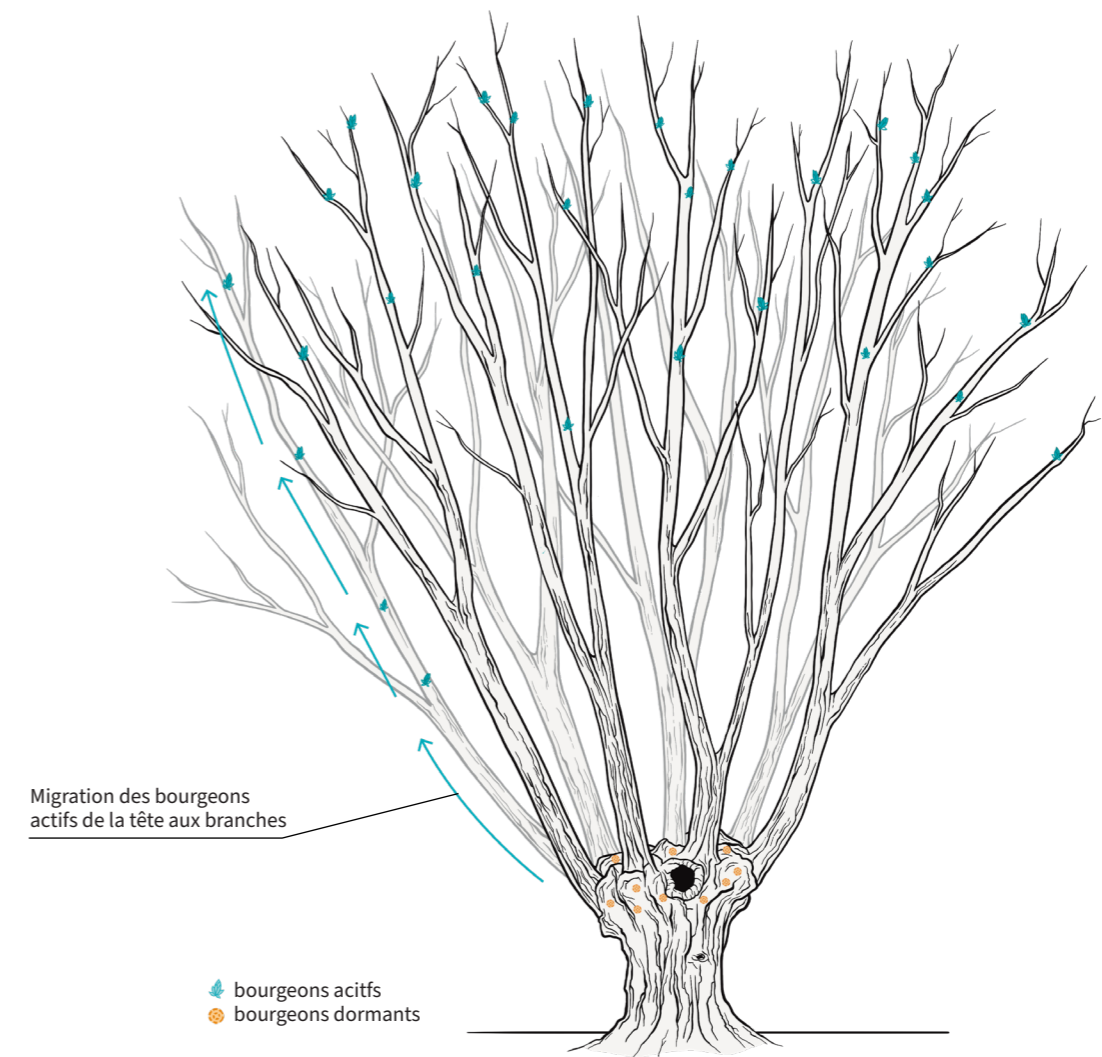 Migration des bourgeons
actifs de la tête aux branches
bourgeons acitfs
bourgeons dormants